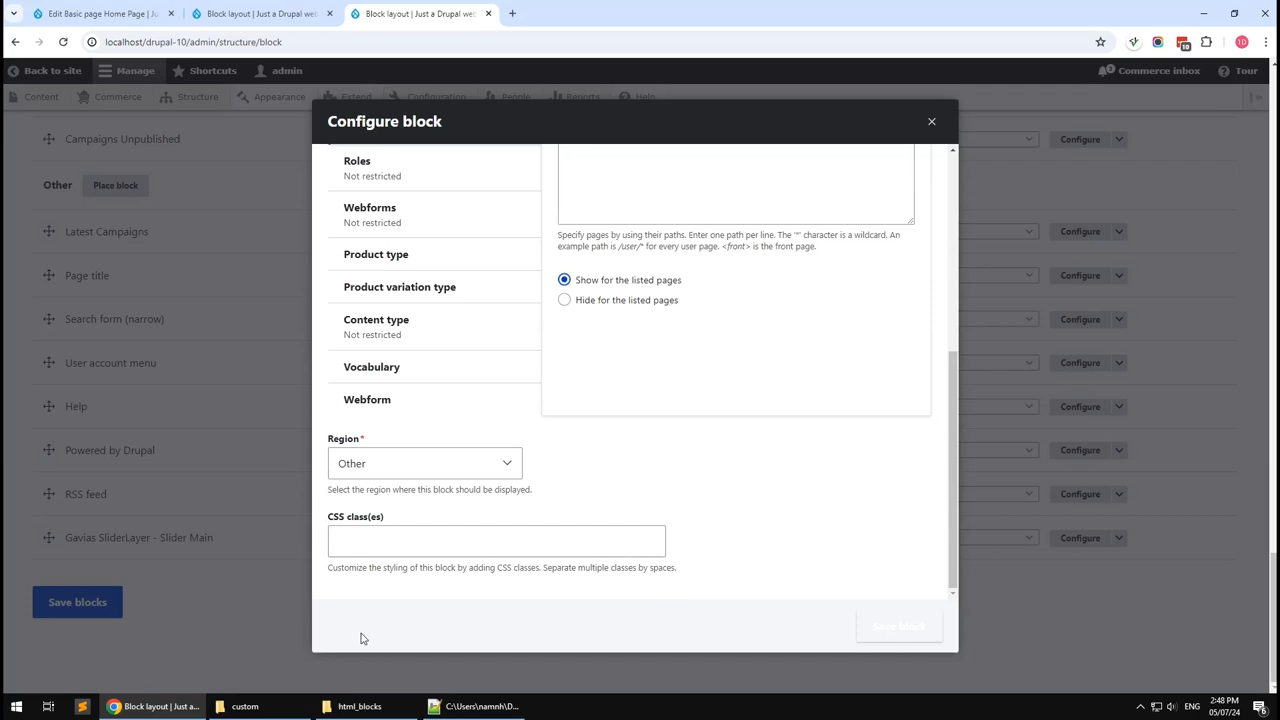 Edit Basic page Home Page | Ju
Block layout | Just a Drupal web
Block layout | Just a Drupal web
localhost/drupal-10/admin/structure/block
10
10
Back to site
Manage
Shortcuts
admin
Commerce inbox
Tour
Content
Commerce
Structure
Appearance
Extend
Configuration
People
Reports
Help
Configure block
Campaigns Unpublished
Configure
Roles
Not restricted
Other
Place block
Webforms
Not restricted
Latest Campaigns
Configure
Specify pages by using their paths. Enter one path per line. The '*' character is a wildcard. An
example path is /user/* for every user page. <front> is the front page.
Product type
Page title
Configure
Show for the listed pages
Product variation type
Hide for the listed pages
Search form (narrow)
Configure
Content type
Not restricted
User account menu
Configure
Vocabulary
Webform
Help
Configure
Region*
Powered by Drupal
Configure
Other
Select the region where this block should be displayed.
RSS feed
Configure
CSS class(es)
Gavias SliderLayer - Slider Main
Configure
Customize the styling of this block by adding CSS classes. Separate multiple classes by spaces.
Save blocks
Save block
Block layout | Just a...
custom
html_blocks
C:\Users\namnh\D...
ENG
2:48 PM
05/07/24
6